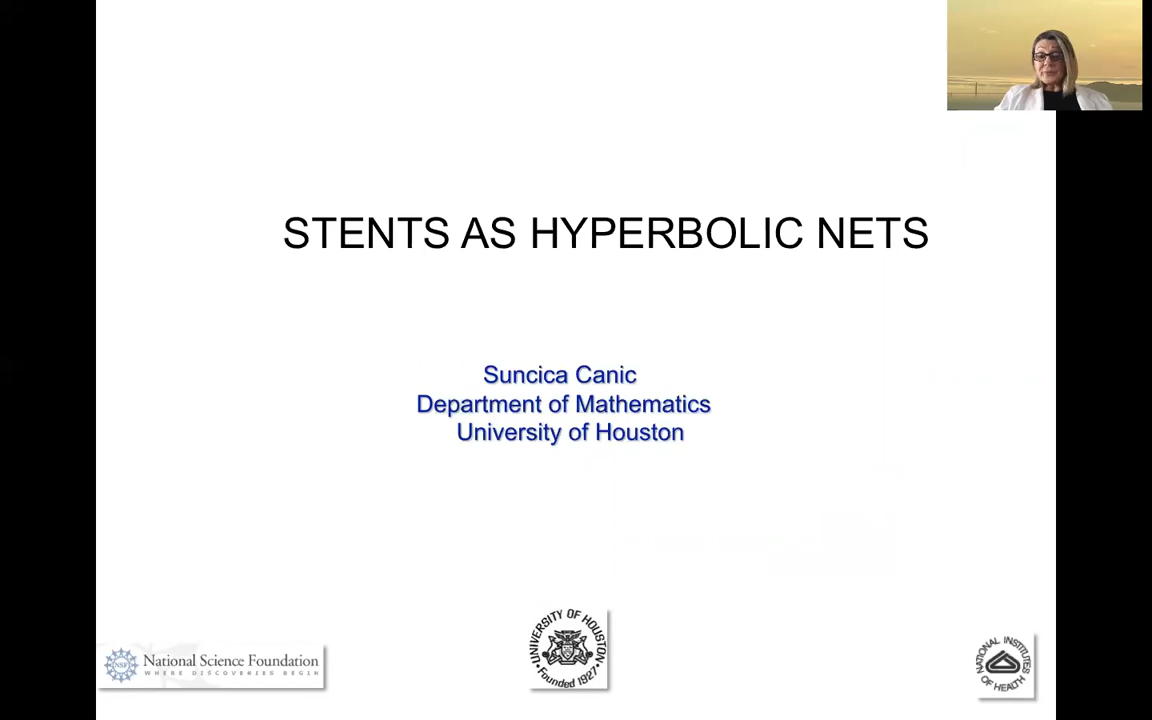 STENTS AS HYPERBOLIC NETS
Suncica Canic
Department of Mathematics
University of Houston
NSF
National Science Foundation
WHERE DISCOVERIES BEGIN
UNIVERSITY OF HOUSTON
Founded 1927
NATIONAL INSTITUTES
OF HEALTH